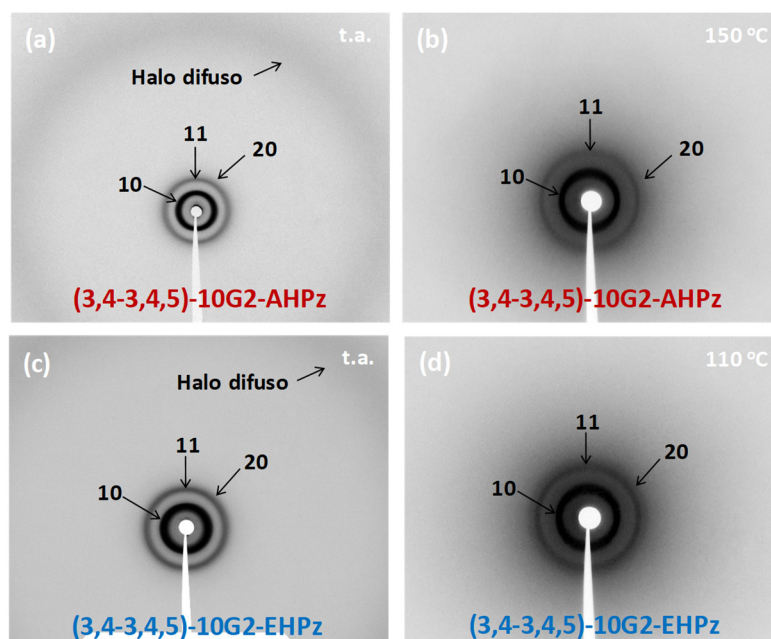 (a)
t.a.
Halo difuso
11
20
10
(3,4-3,4,5)-10G2-AHPz
(b)
150 ºC
11
20
10
(3,4-3,4,5)-10G2-AHPz
(c)
t.a.
Halo difuso
11
20
10
(3,4-3,4,5)-10G2-EHPz
(d)
110 ºC
11
20
10
(3,4-3,4,5)-10G2-EHPz